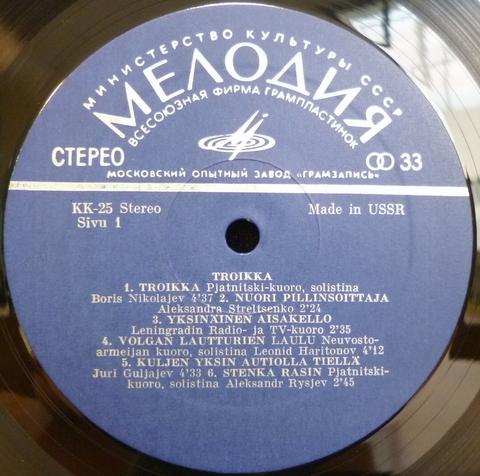 МИНИСТЕРСТВО КУЛЬТУРЫ СССР
МЕЛОДИЯ
ВСЕСОЮЗНАЯ ФИРМА ГРАМПЛАСТИНОК
СТЕРЕО 33
МОСКОВСКИЙ ОПЫТНЫЙ ЗАВОД «ГРАМЗАПИСЬ»
KK-25 Stereo Made in USSR
Sivu 1
TROIKKA
1. TROIKKA Pjatnitski-kuoro, solistina
Boris Nikolajev 4'37 2. NUORI PILLINSOITTAJA
Aleksandra Streltsenko 2'24
3. YKSINÄINEN AISAKELLO
Leningradin Radio- ja TV-kuoro 2'35
4. VOLGAN LAUTTURIEN LAULU Neuvosto-
armeijan kuoro, solistina Leonid Haritonov 4'12
5. KULJEN YKSIN AUTIOLLA TIELLÄ
Juri Guljajev 4'33 6. STENKA RASIN Pjatnitski-
kuoro, solistina Aleksandr Rysjev 2'45